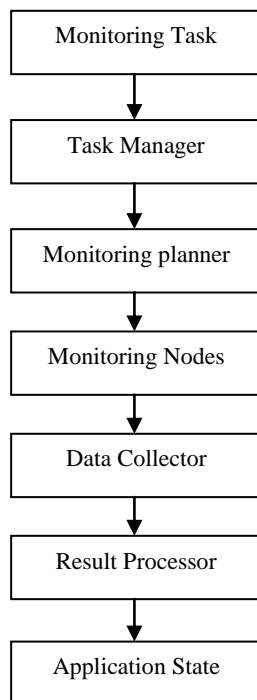 Monitoring Task
Task Manager
Monitoring planner
Monitoring Nodes
Data Collector
Result Processor
Application State